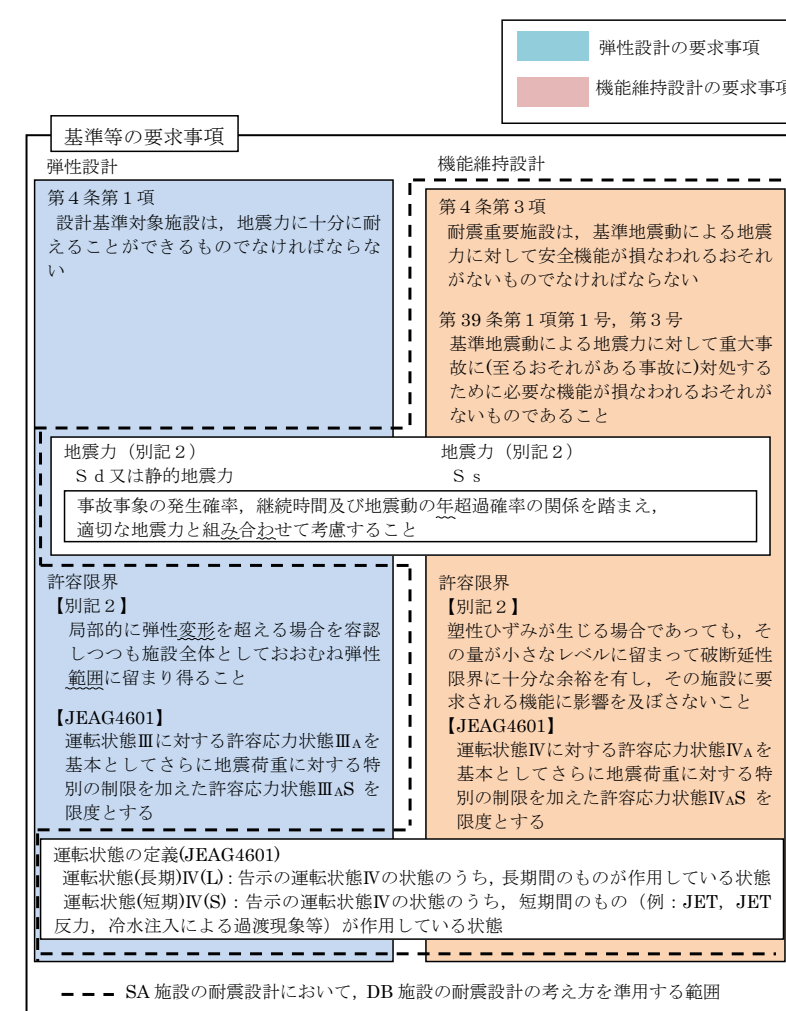 弾性設計の要求事項
機能維持設計の要求事項
基準等の要求事項
弾性設計
第４条第１項
設計基準対象施設は，地震力に十分に耐
えることができるものでなければならな
い
機能維持設計
第４条第３項
耐震重要施設は，基準地震動による地震
力に対して安全機能が損なわれるおそれ
がないものでなければならない
第 39 条第１項第１号，第３号
基準地震動による地震力に対して重大事
故に(至るおそれがある事故に)対処する
ために必要な機能が損なわれるおそれが
ないものであること
地震力（別記２）
Ｓｄ又は静的地震力
地震力（別記２）
Ｓｓ
事故事象の発生確率，継続時間及び地震動の年超過確率の関係を踏まえ，
適切な地震力と組み合わせて考慮すること
許容限界
【別記２】
局部的に弾性変形を超える場合を容認
しつつも施設全体としておおむね弾性
範囲に留まり得ること
【JEAG4601】
運転状態Ⅲに対する許容応力状態ⅢAを
基本としてさらに地震荷重に対する特
別の制限を加えた許容応力状態ⅢAS を
限度とする
許容限界
【別記２】
塑性ひずみが生じる場合であっても，そ
の量が小さなレベルに留まって破断延性
限界に十分な余裕を有し，その施設に要
求される機能に影響を及ぼさないこと
【JEAG4601】
運転状態Ⅳに対する許容応力状態ⅣAを
基本としてさらに地震荷重に対する特
別の制限を加えた許容応力状態ⅣAS を
限度とする
運転状態の定義(JEAG4601)
運転状態(長期)Ⅳ(L)：告示の運転状態Ⅳの状態のうち，長期間のものが作用している状態
運転状態(短期)Ⅳ(S)：告示の運転状態Ⅳの状態のうち，短期間のもの（例：JET，JET
反力，冷水注入による過渡現象等）が作用している状態
SA 施設の耐震設計において，DB 施設の耐震設計の考え方を準用する範囲